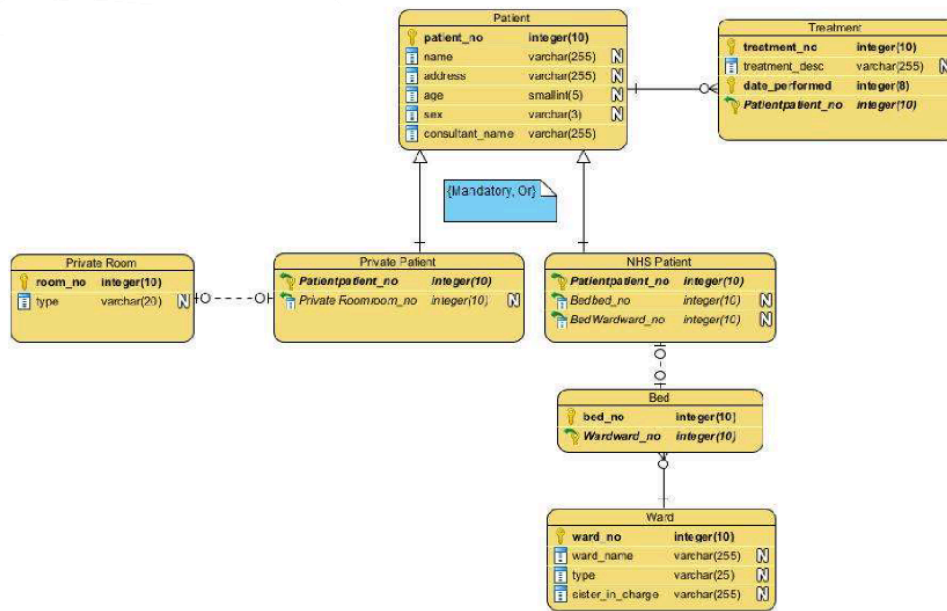 Patient
patient_no integer(10)
name varchar(255) N
address varchar(255) N
age smallint(5) N
sex varchar(3) N
consultant_name varchar(255)
Treatment
treatment_no integer(10)
treatment_desc varchar(255) N
date_performed integer(8)
Patientpatient_no integer(10)
{Mandatory, Or}
Private Room
room_no integer(10)
type varchar(20) N
Private Patient
Patientpatient_no integer(10)
Private Roomroom_no integer(10) N
NHS Patient
Patientpatient_no integer(10)
Bedbed_no integer(10) N
BedWardward_no integer(10) N
Bed
bed_no integer(10)
Wardward_no integer(10)
Ward
ward_no integer(10)
ward_name varchar(255) N
type varchar(25) N
sister_in_charge varchar(255) N